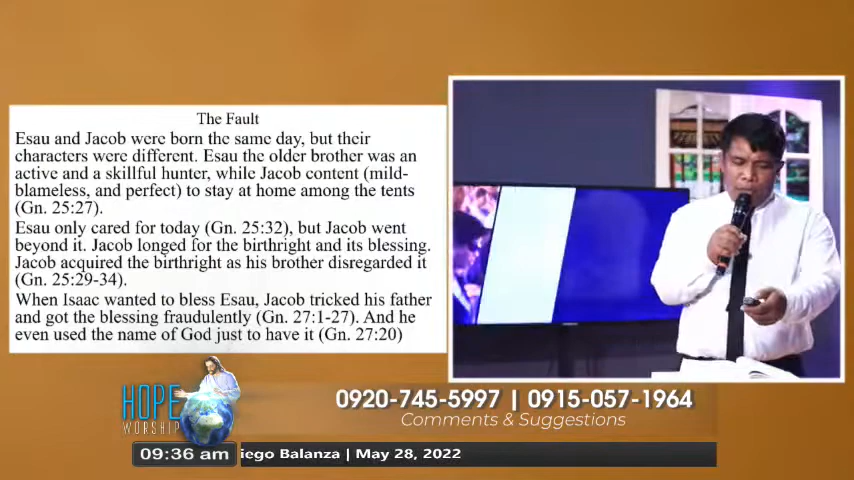 The Fault
Esau and Jacob were born the same day, but their
characters were different. Esau the older brother was an
active and a skillful hunter, while Jacob content (mild-
blameless, and perfect) to stay at home among the tents
(Gn. 25:27).
Esau only cared for today (Gn. 25:32), but Jacob went
beyond it. Jacob longed for the birthright and its blessing.
Jacob acquired the birthright as his brother disregarded it
(Gn. 25:29-34).
When Isaac wanted to bless Esau, Jacob tricked his father
and got the blessing fraudulently (Gn. 27:1-27). And he
even used the name of God just to have it (Gn. 27:20)
HOPE
WORSHIP
0920-745-5997 | 0915-057-1964
Comments & Suggestions
09:36 am
iego Balanza | May 28, 2022